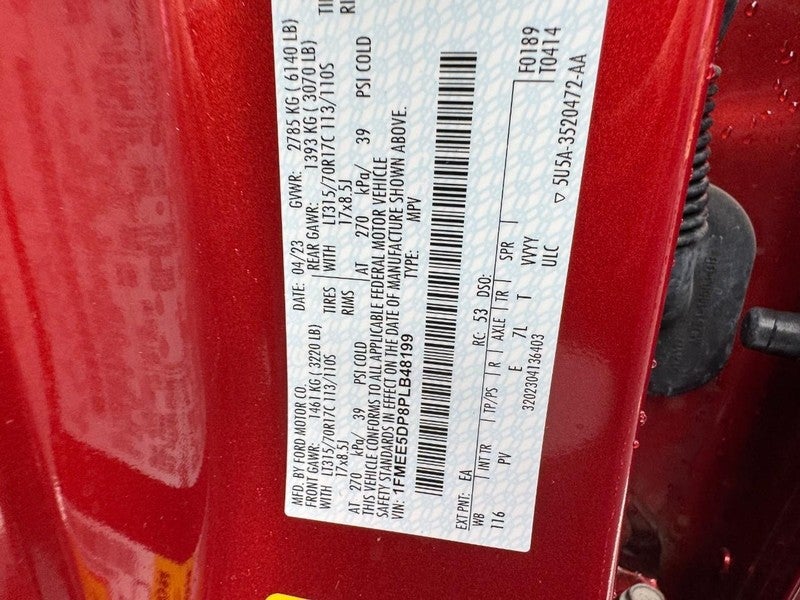 MFD. BY FORD MOTOR CO.
DATE: 04/23 GVWR: 2785 KG ( 6140 LB)
FRONT GAWR: 1461 KG ( 3220 LB)
REAR GAWR: 1393 KG ( 3070 LB)
WITH LT315/70R17C 113/110S
17x8.5J
TIRES WITH LT315/70R17C 113/110S
RIMS 17x8.5J
AT 270 kPa/ 39 PSI COLD
AT 270 kPa/ 39 PSI COLD
THIS VEHICLE CONFORMS TO ALL APPLICABLE FEDERAL MOTOR VEHICLE
SAFETY STANDARDS IN EFFECT ON THE DATE OF MANUFACTURE SHOWN ABOVE.
VIN: 1FMEE5DP8PLB48199 TYPE: MPV
F0189
T0414
EXT PNT: EA RC: 53 DSO:
WB INT TR TP/PS R AXLE TR SPR
116 PV E 7L T VVYY
ULC
3202304136403
5U5A-3520472-AA